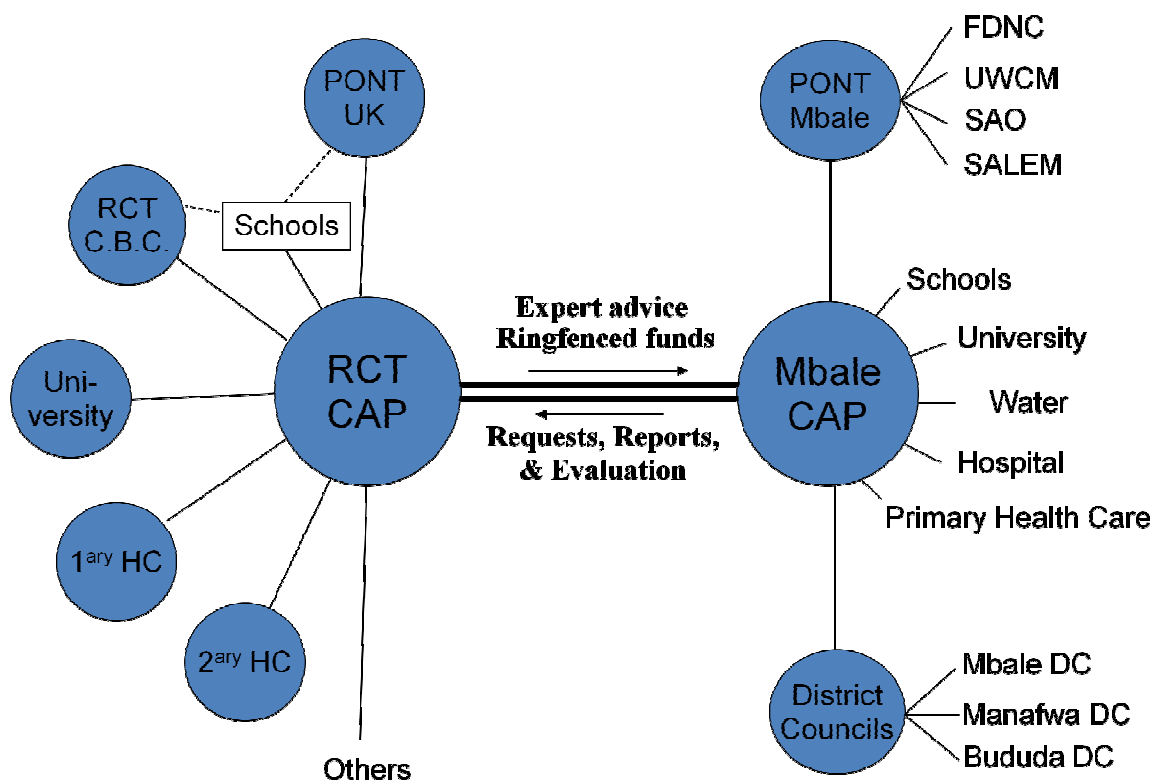 PONT
UK
RCT
C.B.C.
Schools
Uni-
versity
RCT
CAP
1ary HC
2ary HC
Others
Expert advice
Ringfenced funds
Requests, Reports,
& Evaluation
PONT
Mbale
FDNC
UWCM
SAO
SALEM
Mbale
CAP
Schools
University
Water
Hospital
Primary Health Care
District
Councils
Mbale DC
Manafwa DC
Bududa DC